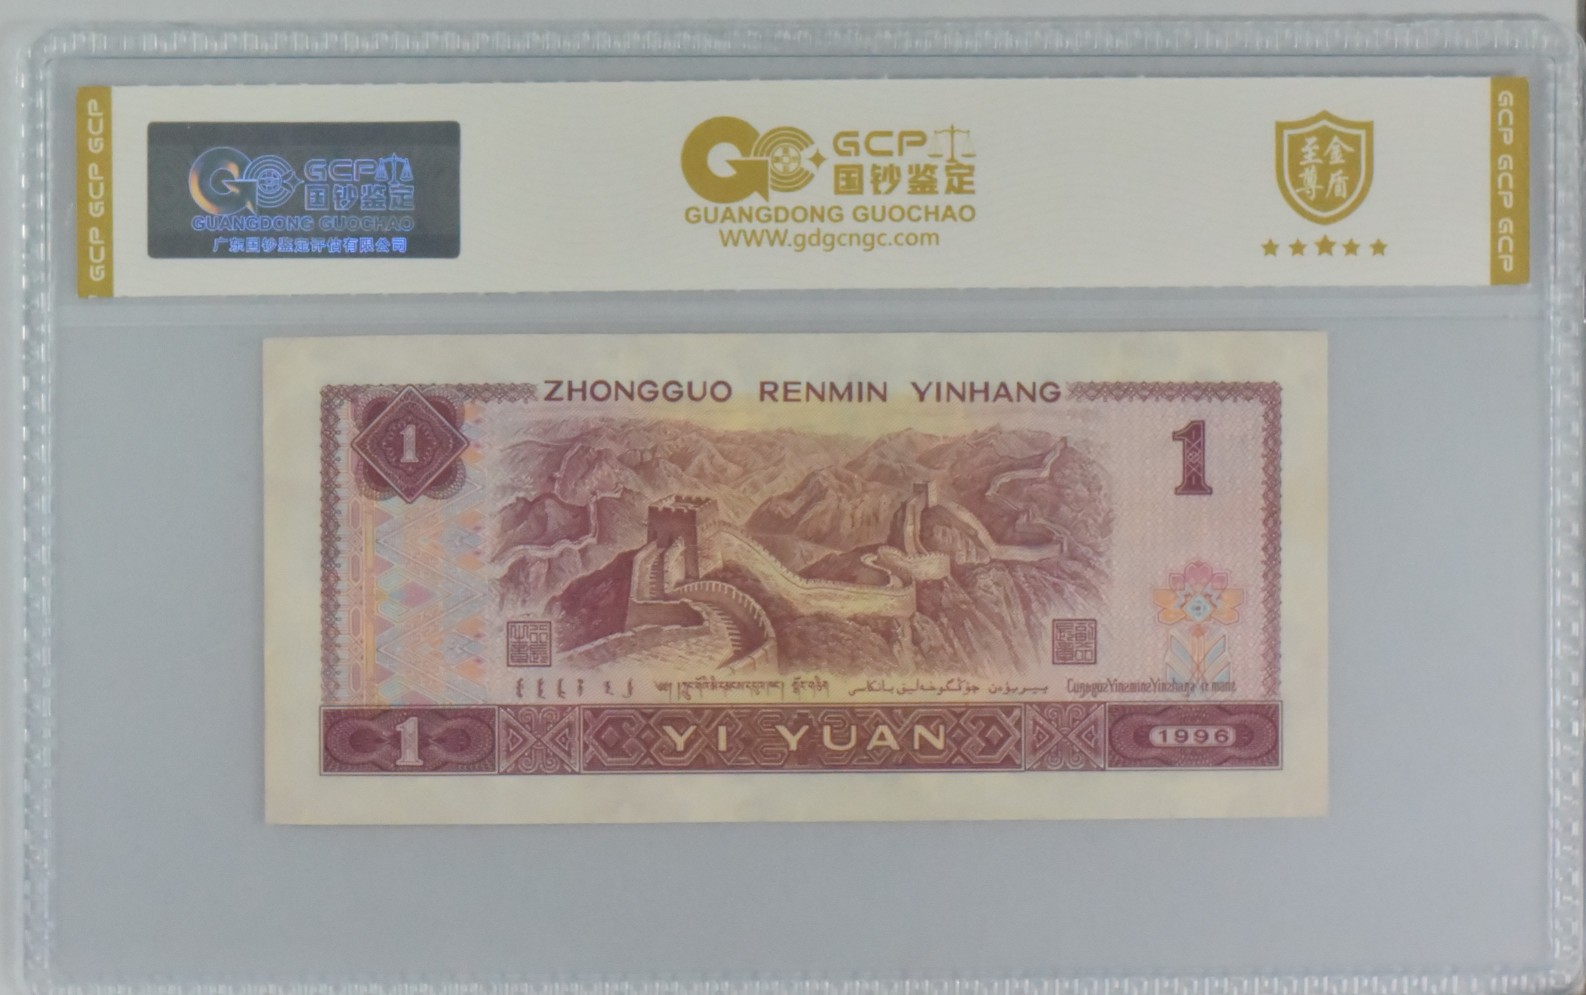 GCP GCP GCP
GCP
国钞鉴定
GUANGDONG GUOCHAO
广东国钞鉴定评估有限公司
GCP
国钞鉴定
GUANGDONG GUOCHAO
WWW.gdgcngc.com
至尊 金盾
GCP GCP GCP
ZHONGGUO RENMIN YINHANG
1
1
جۇڭگوخەلىق بانكاسى
1
YI YUAN
1996